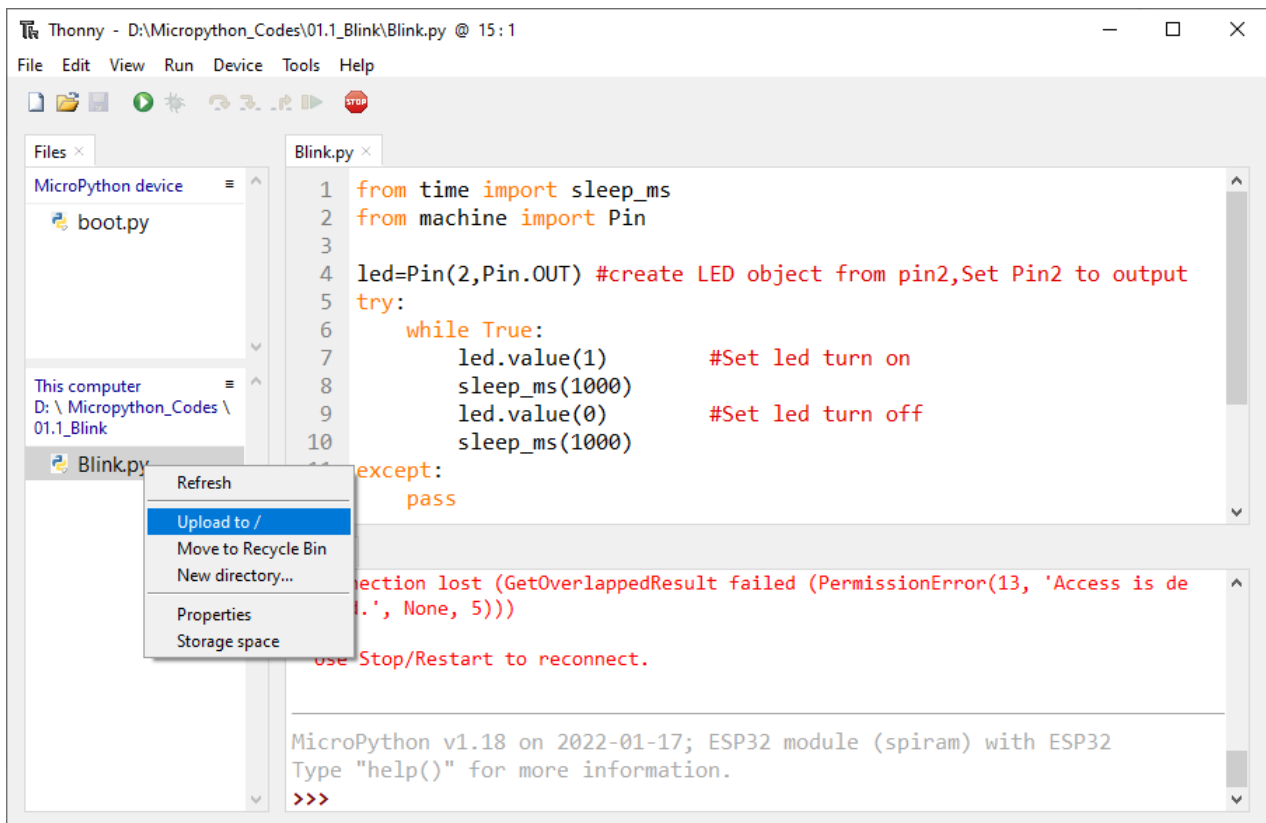 Thonny - D:\Micropython_Codes\01.1_Blink\Blink.py @ 15:1
File Edit View Run Device Tools Help
STOP
Files
MicroPython device
boot.py
This computer
D: \ Micropython_Codes \
01.1_Blink
Blink.py
Refresh
Upload to /
Move to Recycle Bin
New directory...
Properties
Storage space
Blink.py
1 from time import sleep_ms
2 from machine import Pin
3
4 led=Pin(2,Pin.OUT) #create LED object from pin2,Set Pin2 to output
5 try:
6 while True:
7 led.value(1) #Set led turn on
8 sleep_ms(1000)
9 led.value(0) #Set led turn off
10 sleep_ms(1000)
except:
pass
ection lost (GetOverlappedResult failed (PermissionError(13, 'Access is de
.', None, 5)))
Use Stop/Restart to reconnect.
MicroPython v1.18 on 2022-01-17; ESP32 module (spiram) with ESP32
Type "help()" for more information.
>>>